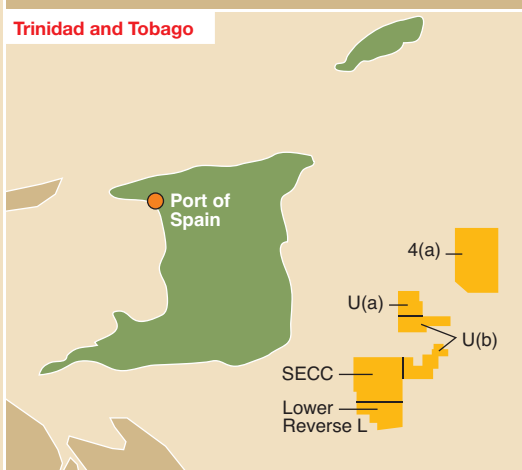 Trinidad and Tobago
Port of
Spain
4(a)
U(a)
U(b)
SECC
Lower
Reverse L